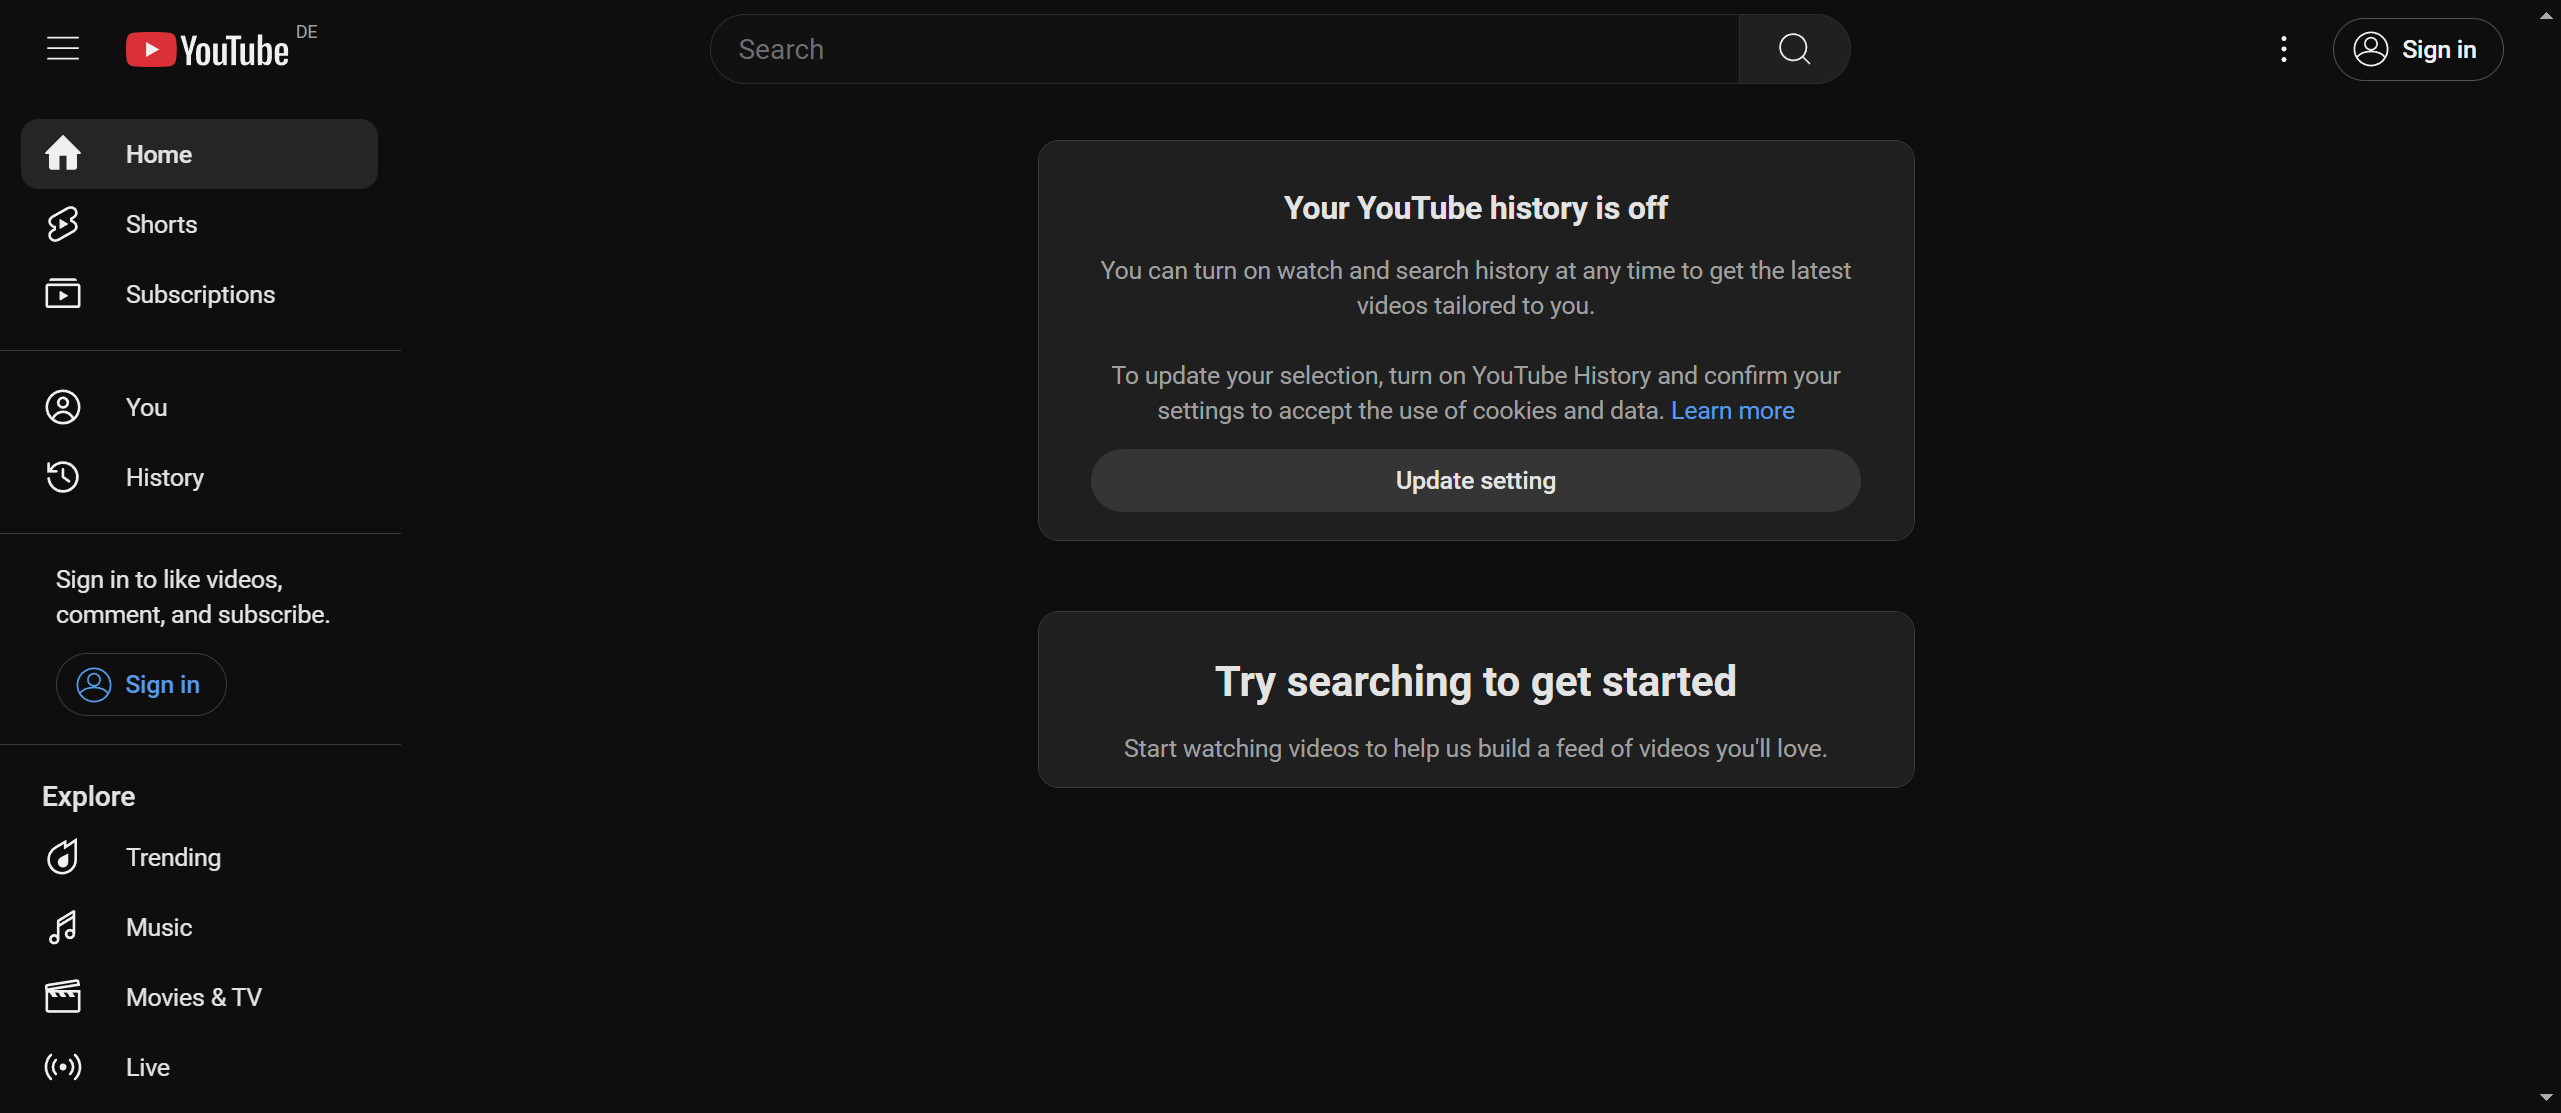 YouTube DE
Search
Sign in
Home
Shorts
Subscriptions
You
History
Sign in to like videos,
comment, and subscribe.
Sign in
Explore
Trending
Music
Movies & TV
Live
Your YouTube history is off
You can turn on watch and search history at any time to get the latest
videos tailored to you.
To update your selection, turn on YouTube History and confirm your
settings to accept the use of cookies and data. Learn more
Update setting
Try searching to get started
Start watching videos to help us build a feed of videos you'll love.